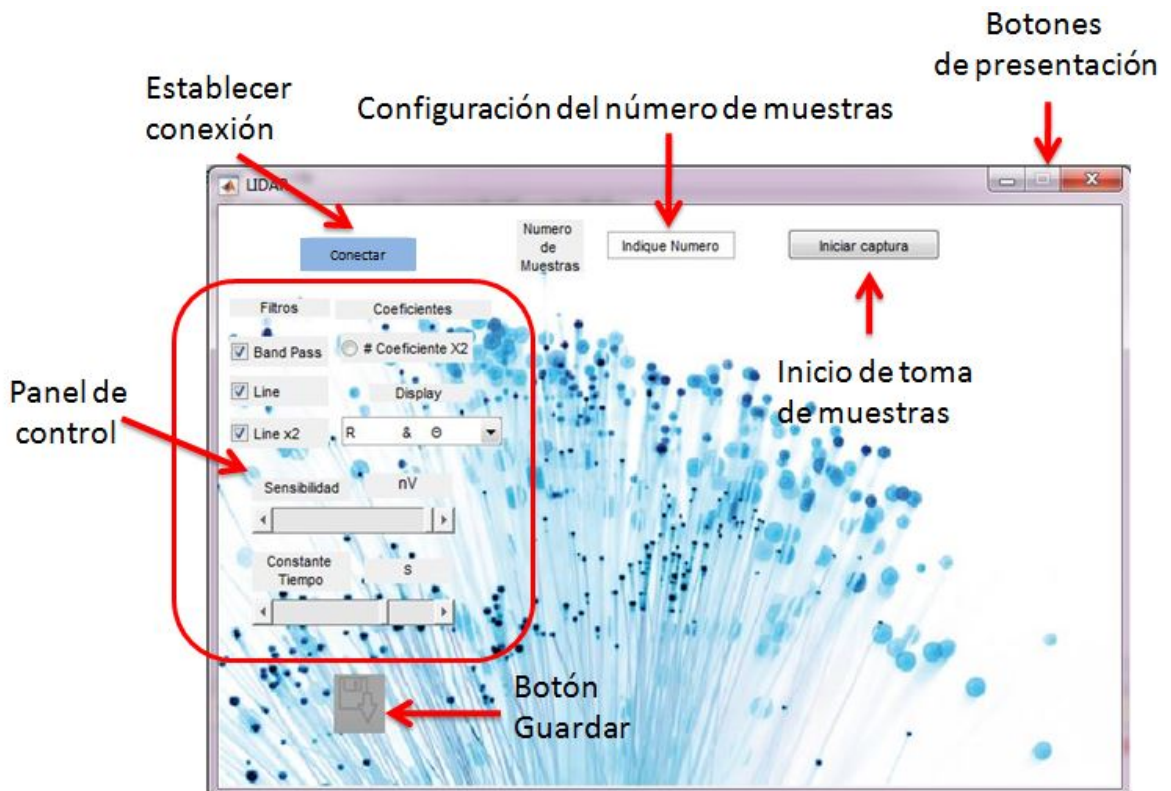 Botones
de presentación
Establecer
conexión
Configuración del número de muestras
LIDAR
Conectar
Numero
de
Muestras
Indique Numero
Iniciar captura
Filtros
Coeficientes
Band Pass
# Coeficiente X2
Line
Display
Line x2
R & Θ
Panel de
control
Inicio de toma
de muestras
Sensibilidad
nV
Constante
Tiempo
s
Botón
Guardar